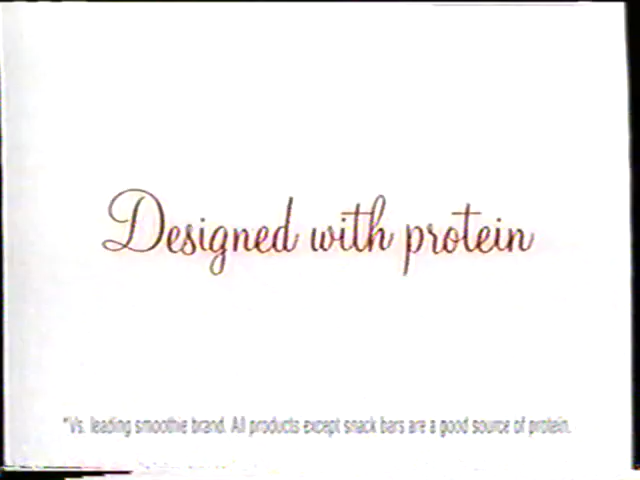 Designed with protein
*Vs. leading smoothie brand. All products except snack bars are a good source of protein.